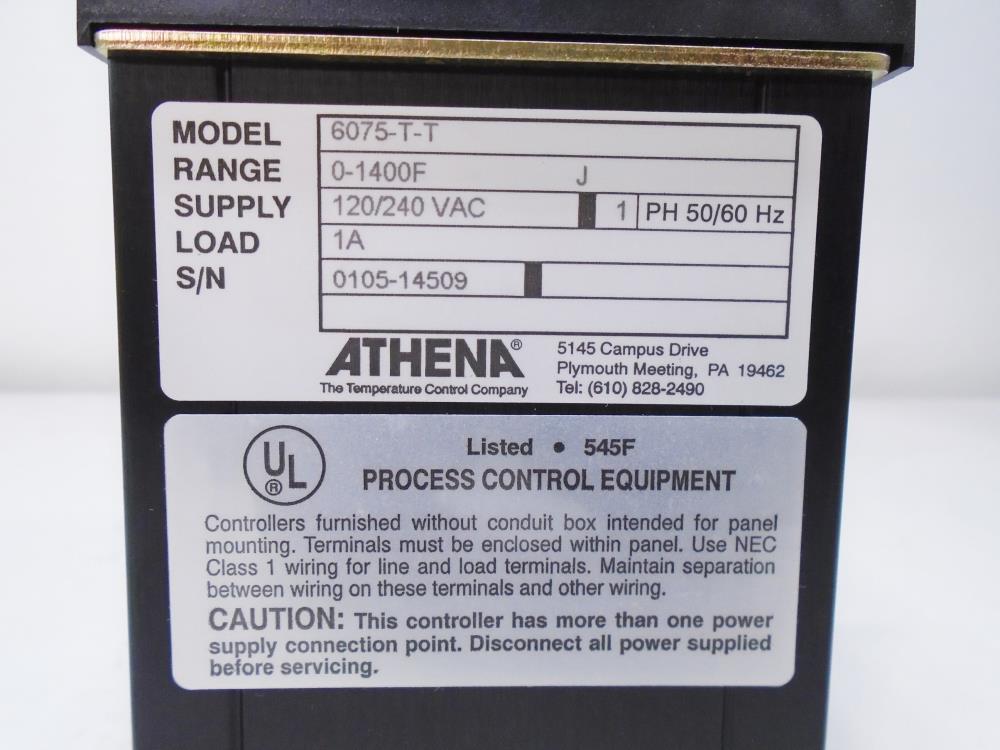 MODEL 6075-T-T
RANGE 0-1400F J
SUPPLY 120/240 VAC 1 PH 50/60 Hz
LOAD 1A
S/N 0105-14509
ATHENA®
The Temperature Control Company
5145 Campus Drive
Plymouth Meeting, PA 19462
Tel: (610) 828-2490
UL ®
Listed • 545F
PROCESS CONTROL EQUIPMENT
Controllers furnished without conduit box intended for panel
mounting. Terminals must be enclosed within panel. Use NEC
Class 1 wiring for line and load terminals. Maintain separation
between wiring on these terminals and other wiring.
CAUTION: This controller has more than one power
supply connection point. Disconnect all power supplied
before servicing.